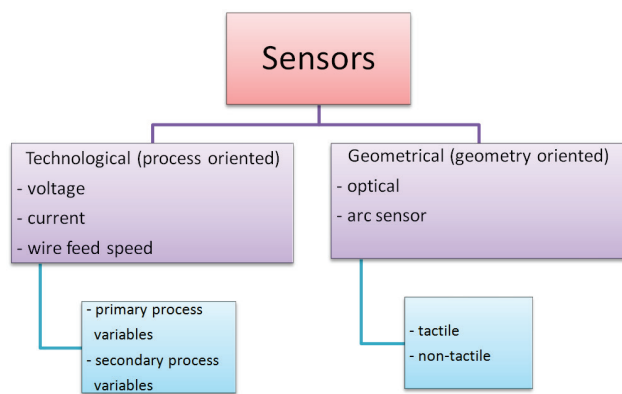 Sensors
Technological (process oriented)
- voltage
- current
- wire feed speed
Geometrical (geometry oriented)
- optical
- arc sensor
- primary process
variables
- secondary process
variables
- tactile
- non-tactile